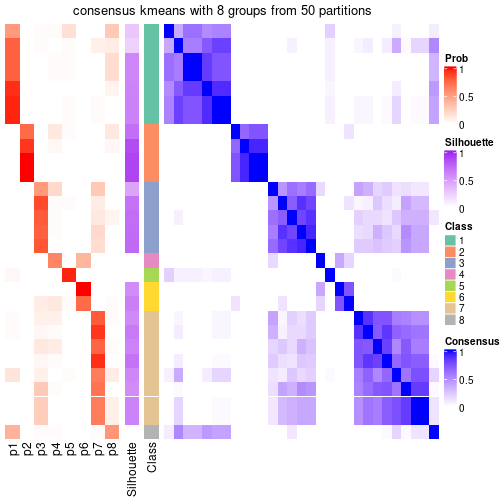 consensus kmeans with 8 groups from 50 partitions
Prob
1
0.5
0
Silhouette
1
0.5
0
Class
1
2
3
4
5
6
7
8
Consensus
1
0.5
0
p1
p2
p3
p4
p5
p6
p7
p8
Silhouette
Class